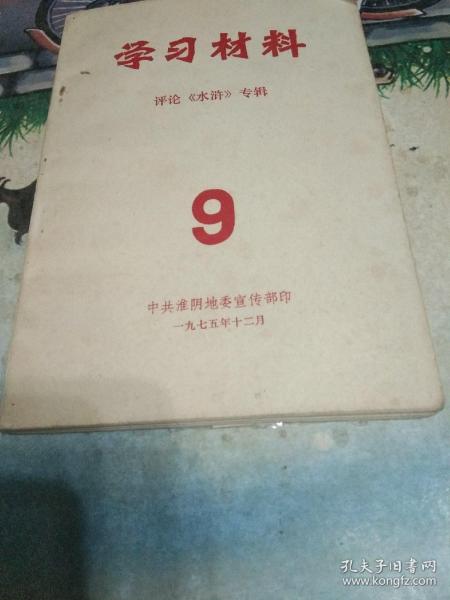 学习材料
评论《水浒》专辑
9
中共淮阴地委宣传部印
一九七五年十二月
孔夫子旧书网
www.kongfz.com